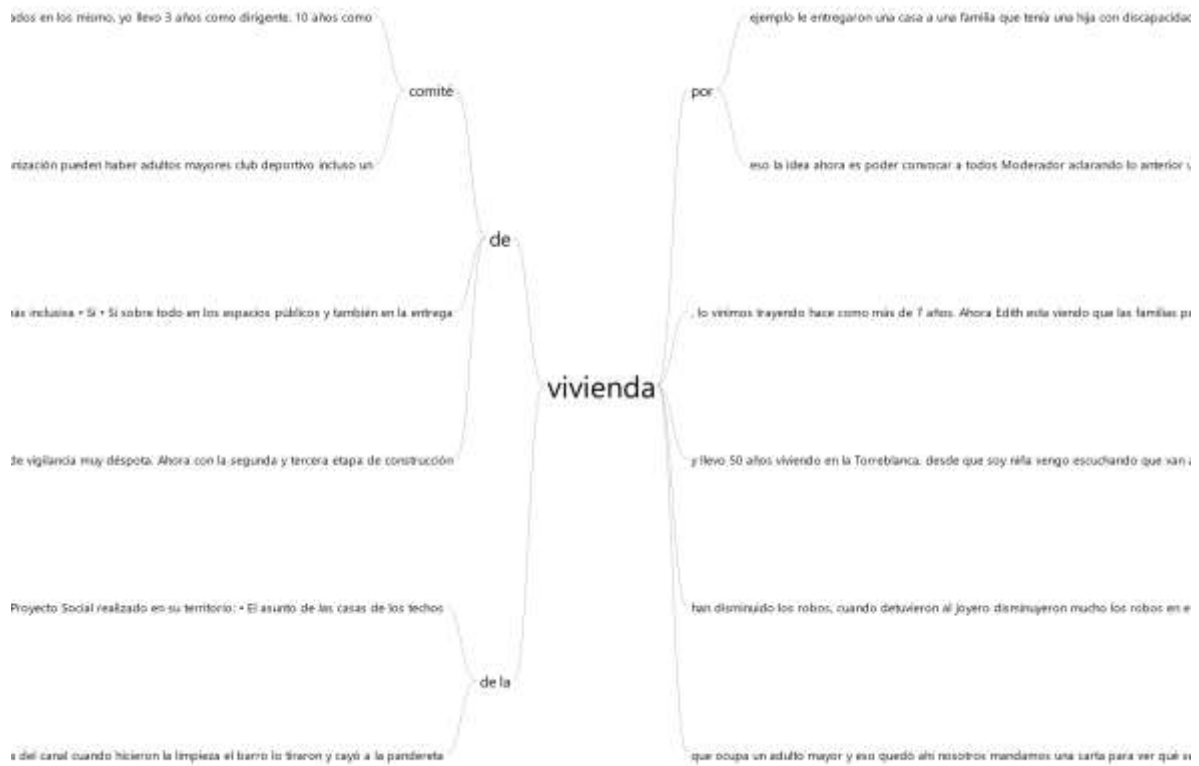 ados en los mismo, yo llevo 3 años como dirigente. 10 años como
comité
nización pueden haber adultos mayores club deportivo incluso un
de
ás inclusiva • Si • Si sobre todo en los espacios públicos y también en la entrega
de vigilancia muy déspota. Ahora con la segunda y tercera etapa de construcción
Proyecto Social realizado en su territorio: • El asunto de las casas de los techos
de la
a del canal cuando hicieron la limpieza el barro lo tiraron y cayó a la pandereta
vivienda
ejemplo le entregaron una casa a una familia que tenía una hija con discapacidad
por
eso la idea ahora es poder convocar a todos Moderador aclarando lo anterior u
, lo vinimos trayendo hace como más de 7 años. Ahora Edith esta viendo que las familias p
y llevo 50 años viviendo en la Torreblanca, desde que soy niña vengo escuchando que van a
han disminuido los robos, cuando detuvieron al joyero disminuyeron mucho los robos en e
que ocupa un adulto mayor y eso quedó ahí nosotros mandamos una carta para ver qué s